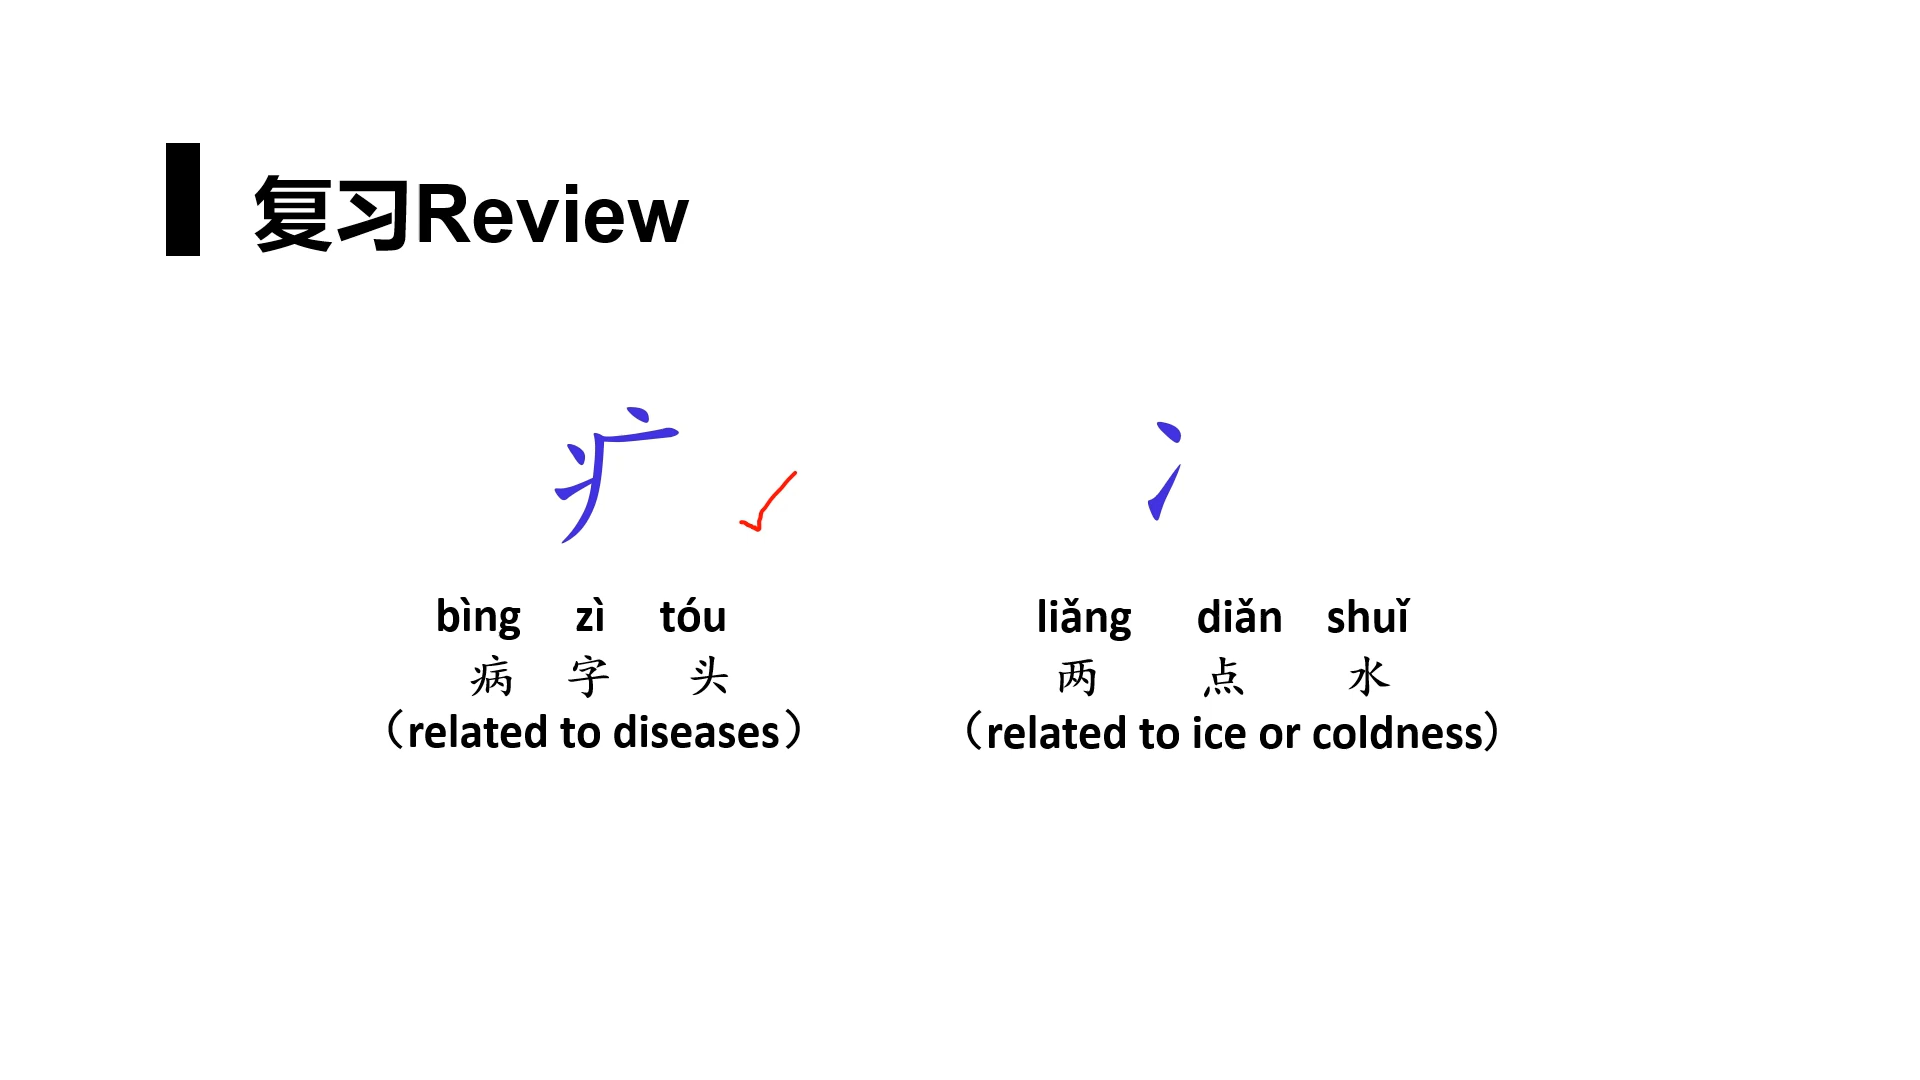 复习Review
疒 冫
bìng zì tóu
病 字 头
（related to diseases）
liǎng diǎn shuǐ
两 点 水
（related to ice or coldness）